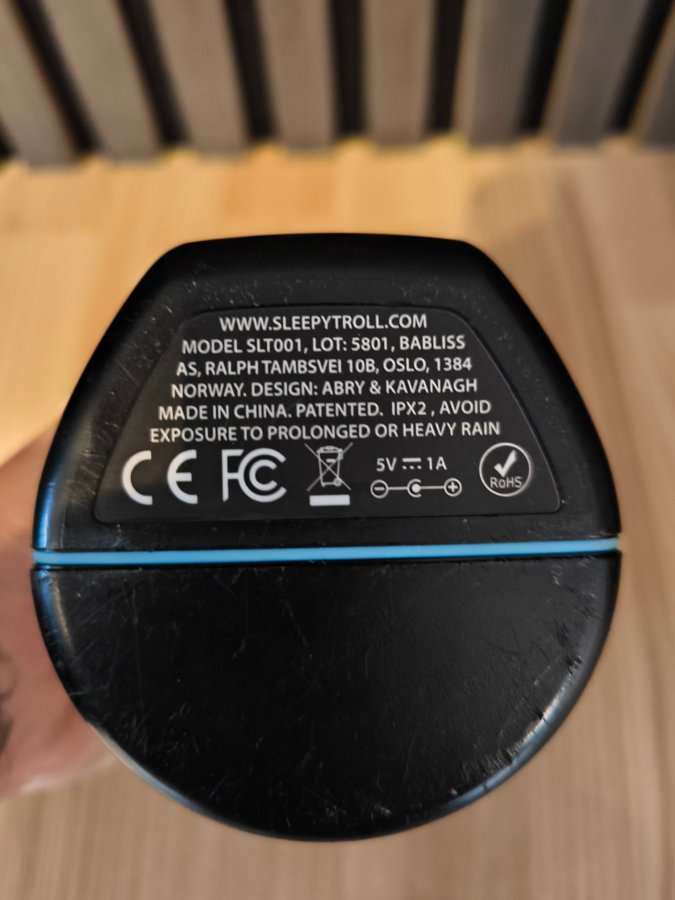 WWW.SLEEPYTROLL.COM
MODEL SLT001, LOT: 5801, BABLISS
AS, RALPH TAMBSVEI 10B, OSLO, 1384
NORWAY. DESIGN: ABRY & KAVANAGH
MADE IN CHINA. PATENTED. IPX2 , AVOID
EXPOSURE TO PROLONGED OR HEAVY RAIN
CE FC 5V 1A RoHS